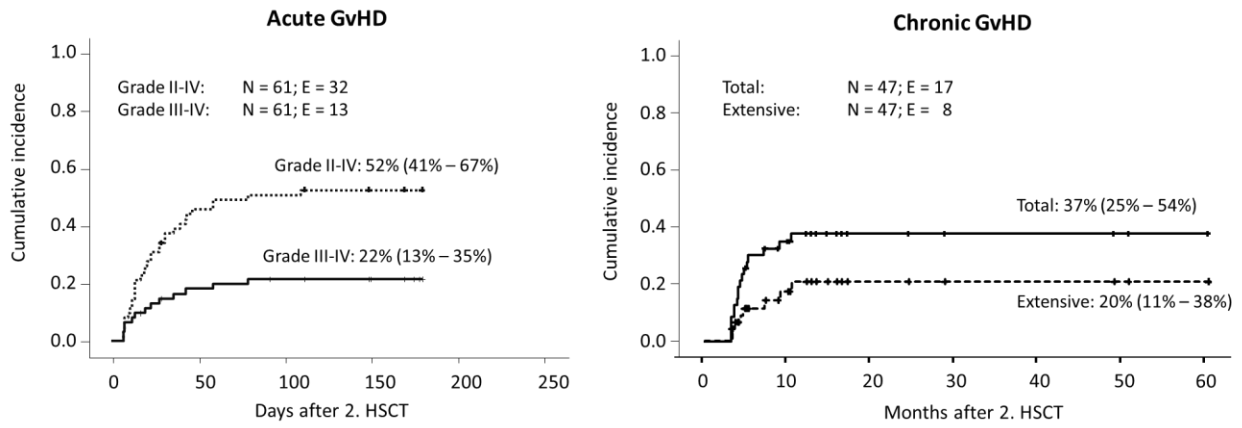 Acute GvHD
Cumulative incidence
1.0
0.8
0.6
0.4
0.2
0.0
Grade II-IV: N = 61; E = 32
Grade III-IV: N = 61; E = 13
Grade II-IV: 52% (41% – 67%)
Grade III-IV: 22% (13% – 35%)
0 50 100 150 200 250
Days after 2. HSCT
Chronic GvHD
Cumulative incidence
1.0
0.8
0.6
0.4
0.2
0.0
Total: N = 47; E = 17
Extensive: N = 47; E = 8
Total: 37% (25% – 54%)
Extensive: 20% (11% – 38%)
0 10 20 30 40 50 60
Months after 2. HSCT